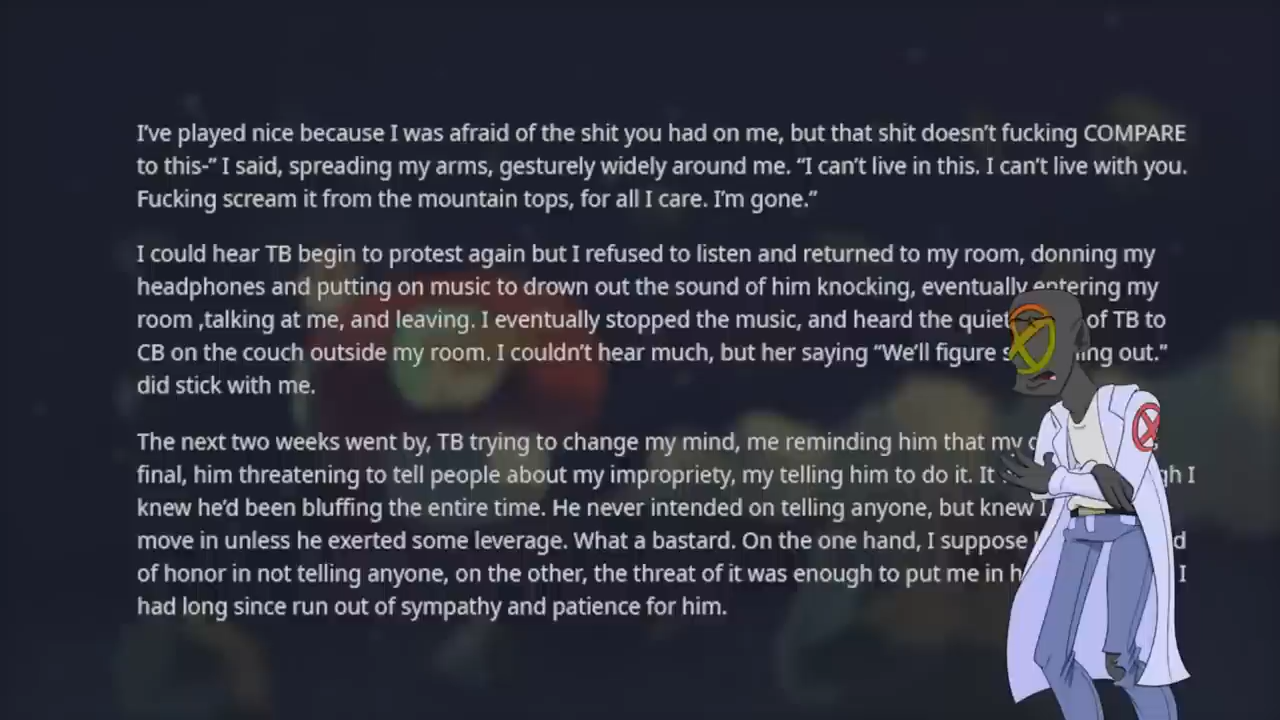 I’ve played nice because I was afraid of the shit you had on me, but that shit doesn’t fucking COMPARE
to this-” I said, spreading my arms, gesturely widely around me. “I can’t live in this. I can’t live with you.
Fucking scream it from the mountain tops, for all I care. I’m gone.”
I could hear TB begin to protest again but I refused to listen and returned to my room, donning my
headphones and putting on music to drown out the sound of him knocking, eventually entering my
room ,talking at me, and leaving. I eventually stopped the music, and heard the quiet of TB to
CB on the couch outside my room. I couldn’t hear much, but her saying “We’ll figure out.”
did stick with me.
The next two weeks went by, TB trying to change my mind, me reminding him that my
final, him threatening to tell people about my impropriety, my telling him to do it. It I
knew he’d been bluffing the entire time. He never intended on telling anyone, but knew I
move in unless he exerted some leverage. What a bastard. On the one hand, I suppose
of honor in not telling anyone, on the other, the threat of it was enough to put me in I
had long since run out of sympathy and patience for him.